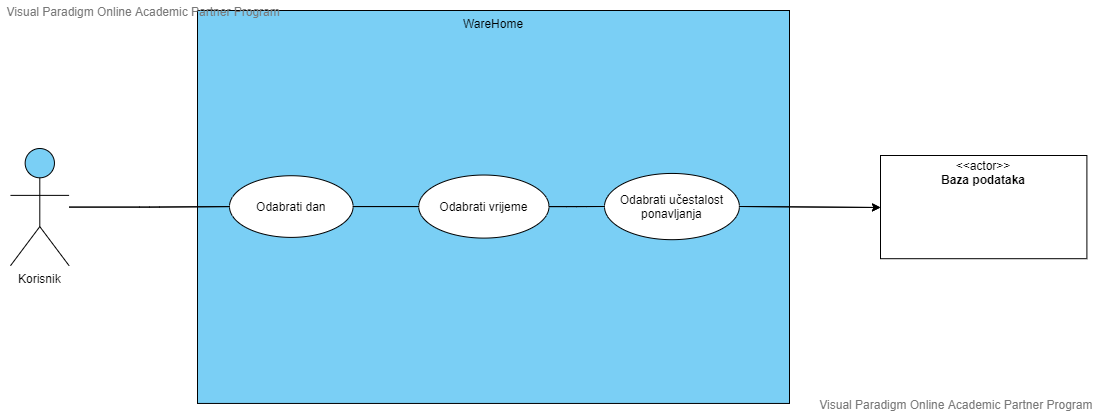 Visual Paradigm Online Academic Partner Program
WareHome
Korisnik
Odabrati dan
Odabrati vrijeme
Odabrati učestalost
ponavljanja
<<actor>>
Baza podataka
Visual Paradigm Online Academic Partner Program